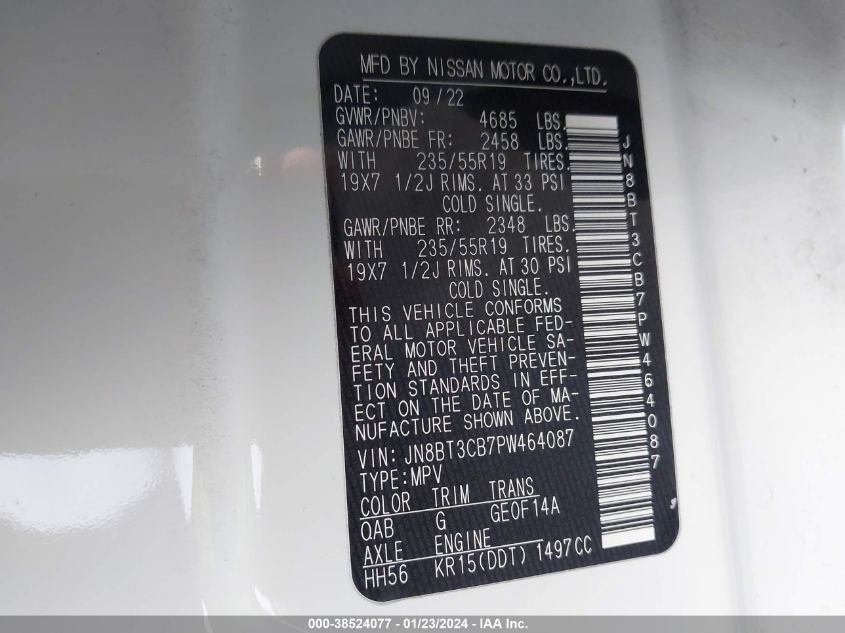 MFD BY NISSAN MOTOR CO.,LTD.
DATE: 09/22
GVWR/PNBV: 4685 LBS.
GAWR/PNBE FR: 2458 LBS
WITH 235/55R19 TIRES.
19X7 1/2J RIMS. AT 33 PSI
COLD SINGLE.
GAWR/PNBE RR: 2348 LBS.
WITH 235/55R19 TIRES.
19X7 1/2J RIMS. AT 30 PSI
COLD SINGLE.
THIS VEHICLE CONFORMS
TO ALL APPLICABLE FED-
ERAL MOTOR VEHICLE SA-
FETY AND THEFT PREVEN-
TION STANDARDS IN EFF-
ECT ON THE DATE OF MA-
NUFACTURE SHOWN ABOVE.
VIN: JN8BT3CB7PW464087
TYPE:MPV
COLOR TRIM TRANS
QAB G GE0F14A
AXLE ENGINE
HH56 KR15(DDT) 1497CC
JN8BT3CB7PW464087
000-38524077 - 01/23/2024 - IAA Inc.